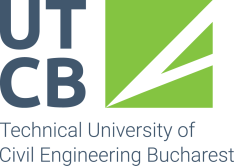 UT
CB
Technical University of
Civil Engineering Bucharest